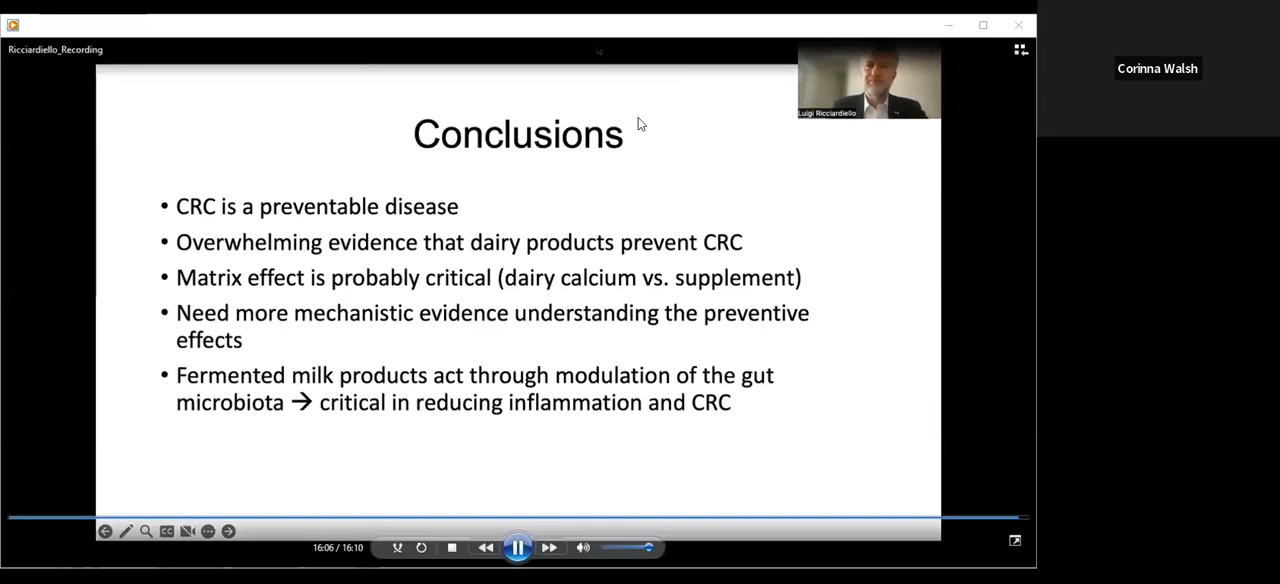 Ricciardiello_Recording
Corinna Walsh
Luigi Ricciardiello
Conclusions
• CRC is a preventable disease
• Overwhelming evidence that dairy products prevent CRC
• Matrix effect is probably critical (dairy calcium vs. supplement)
• Need more mechanistic evidence understanding the preventive
effects
• Fermented milk products act through modulation of the gut
microbiota → critical in reducing inflammation and CRC
CC
16:06 / 16:10